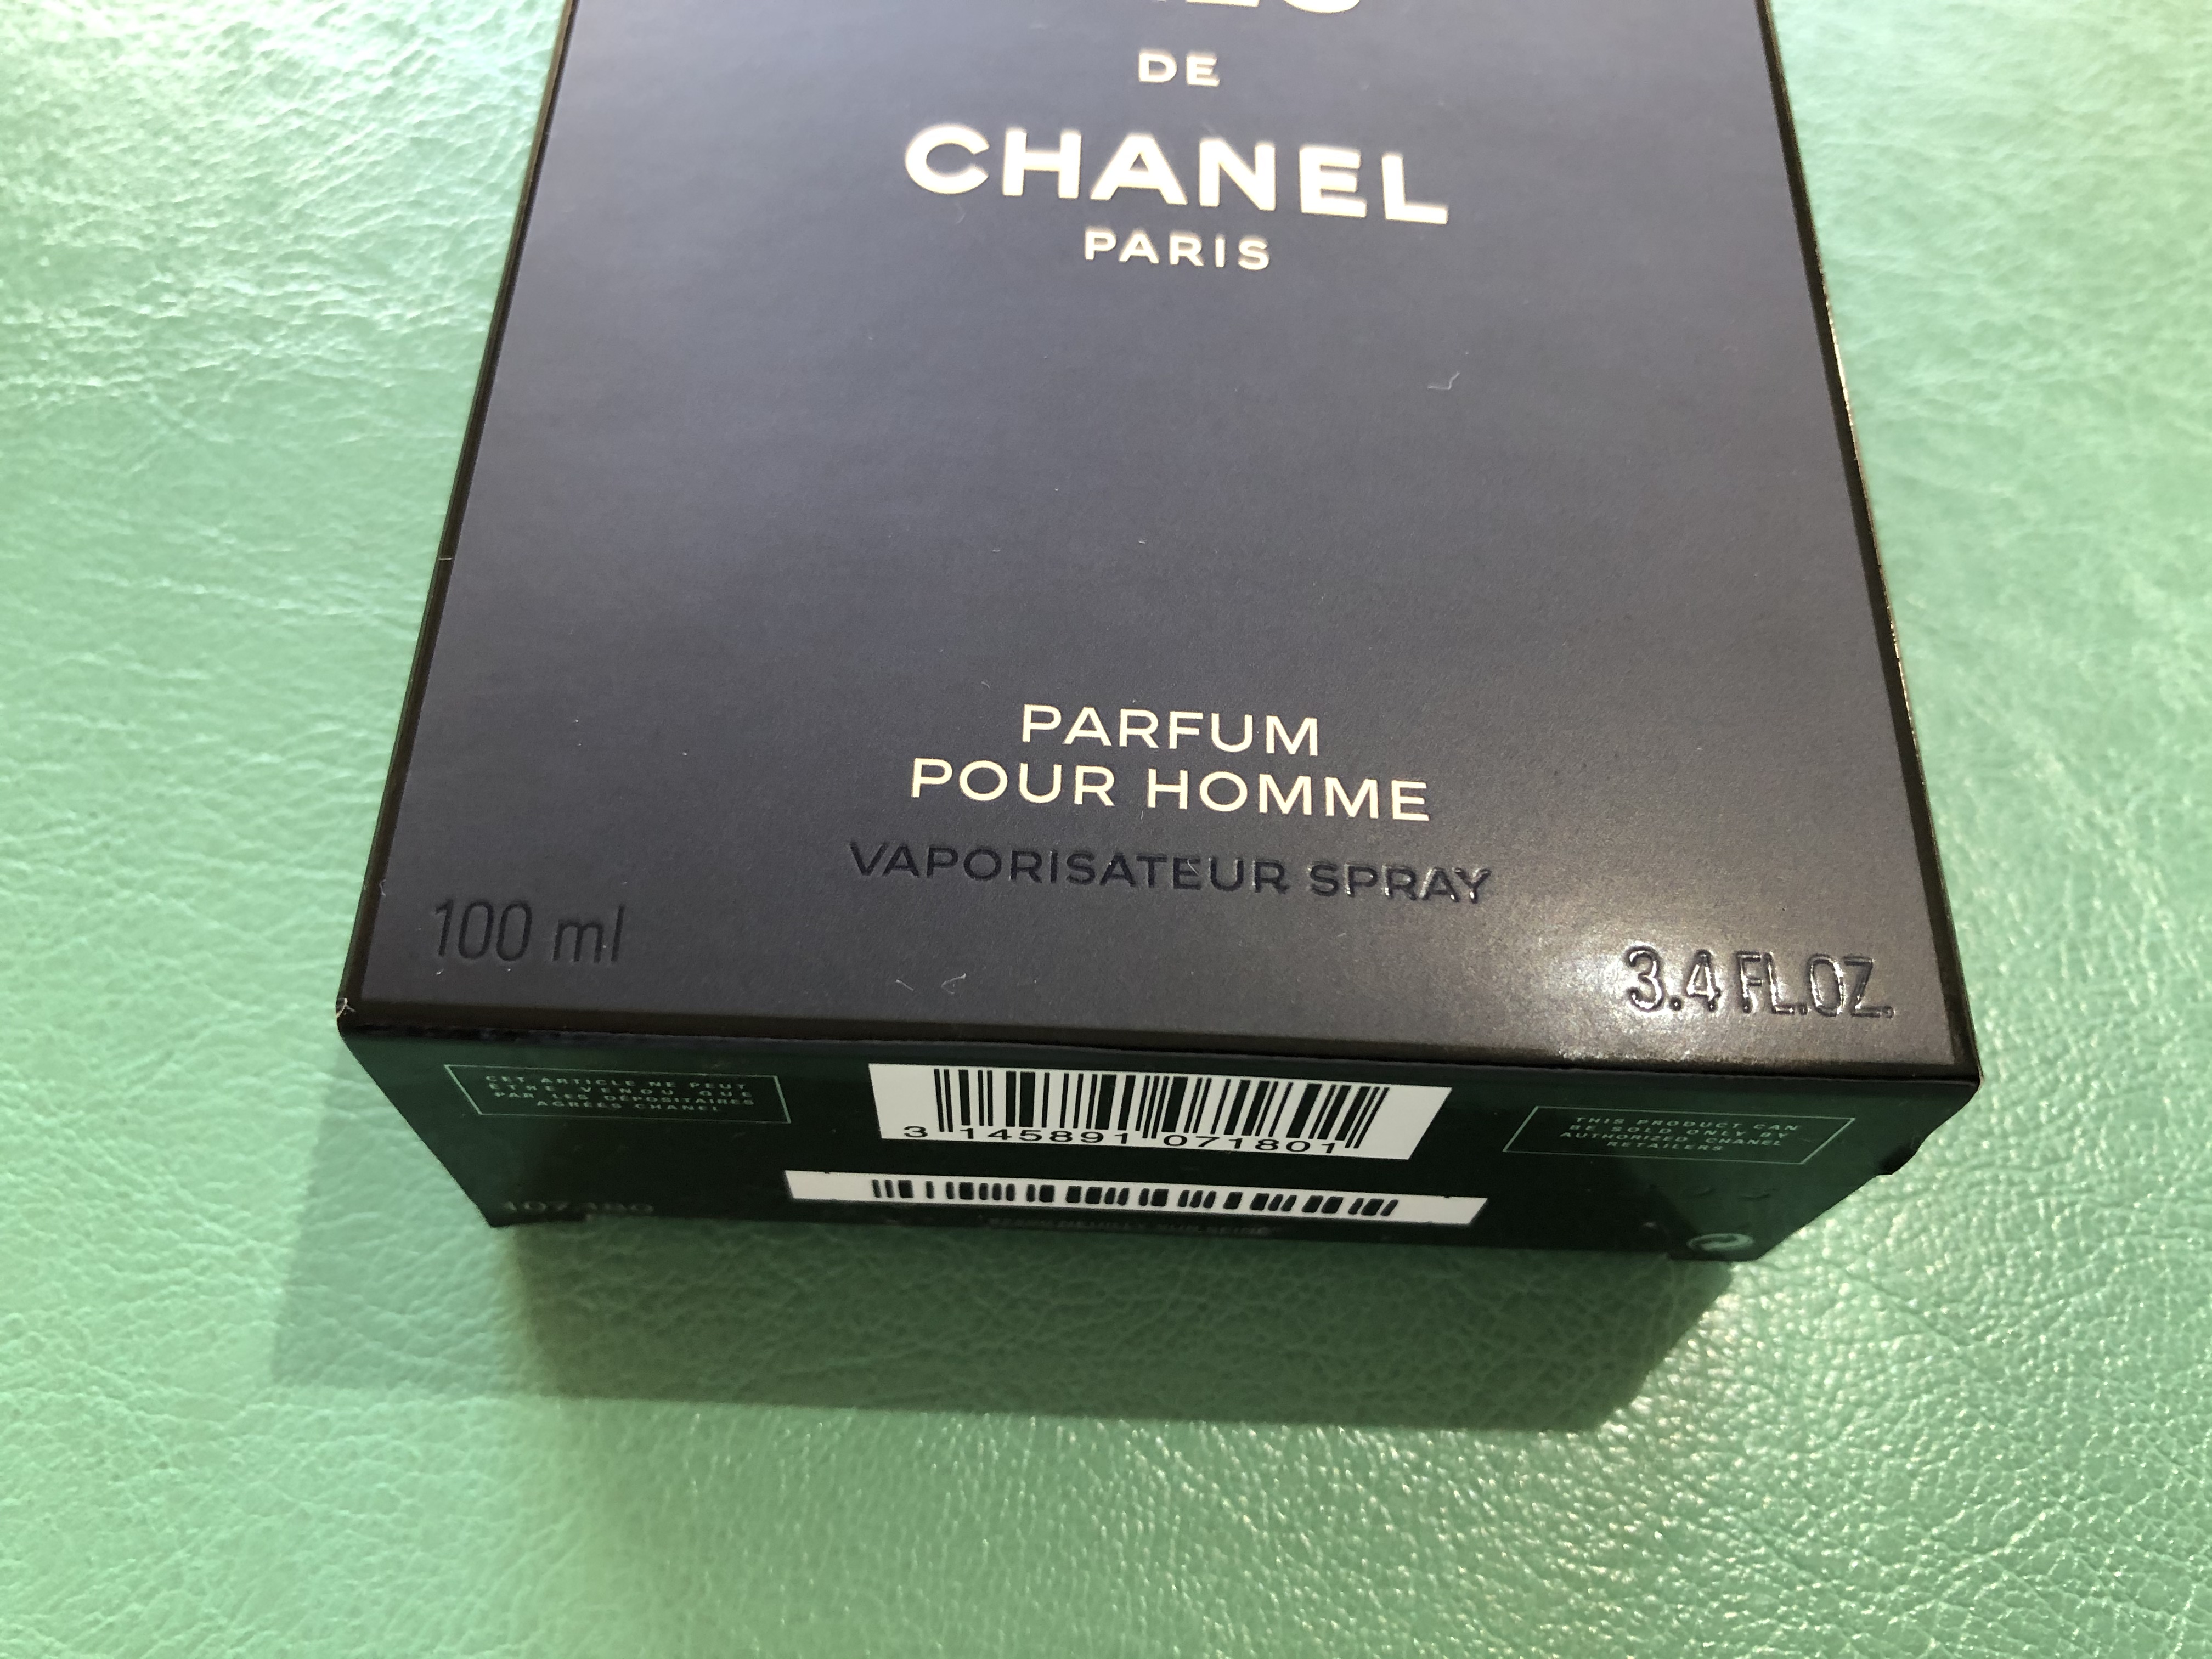 DE
CHANEL
PARIS
PARFUM
POUR HOMME
VAPORISATEUR SPRAY
100 ml
3.4 FL.OZ.
CET ARTICLE NE PEUT
ÊTRE VENDU QUE
PAR LES DÉPOSITAIRES
AGRÉÉS CHANEL
3 145891 071801
THIS PRODUCT CAN
BE SOLD ONLY BY
AUTHORIZED CHANEL
RETAILERS